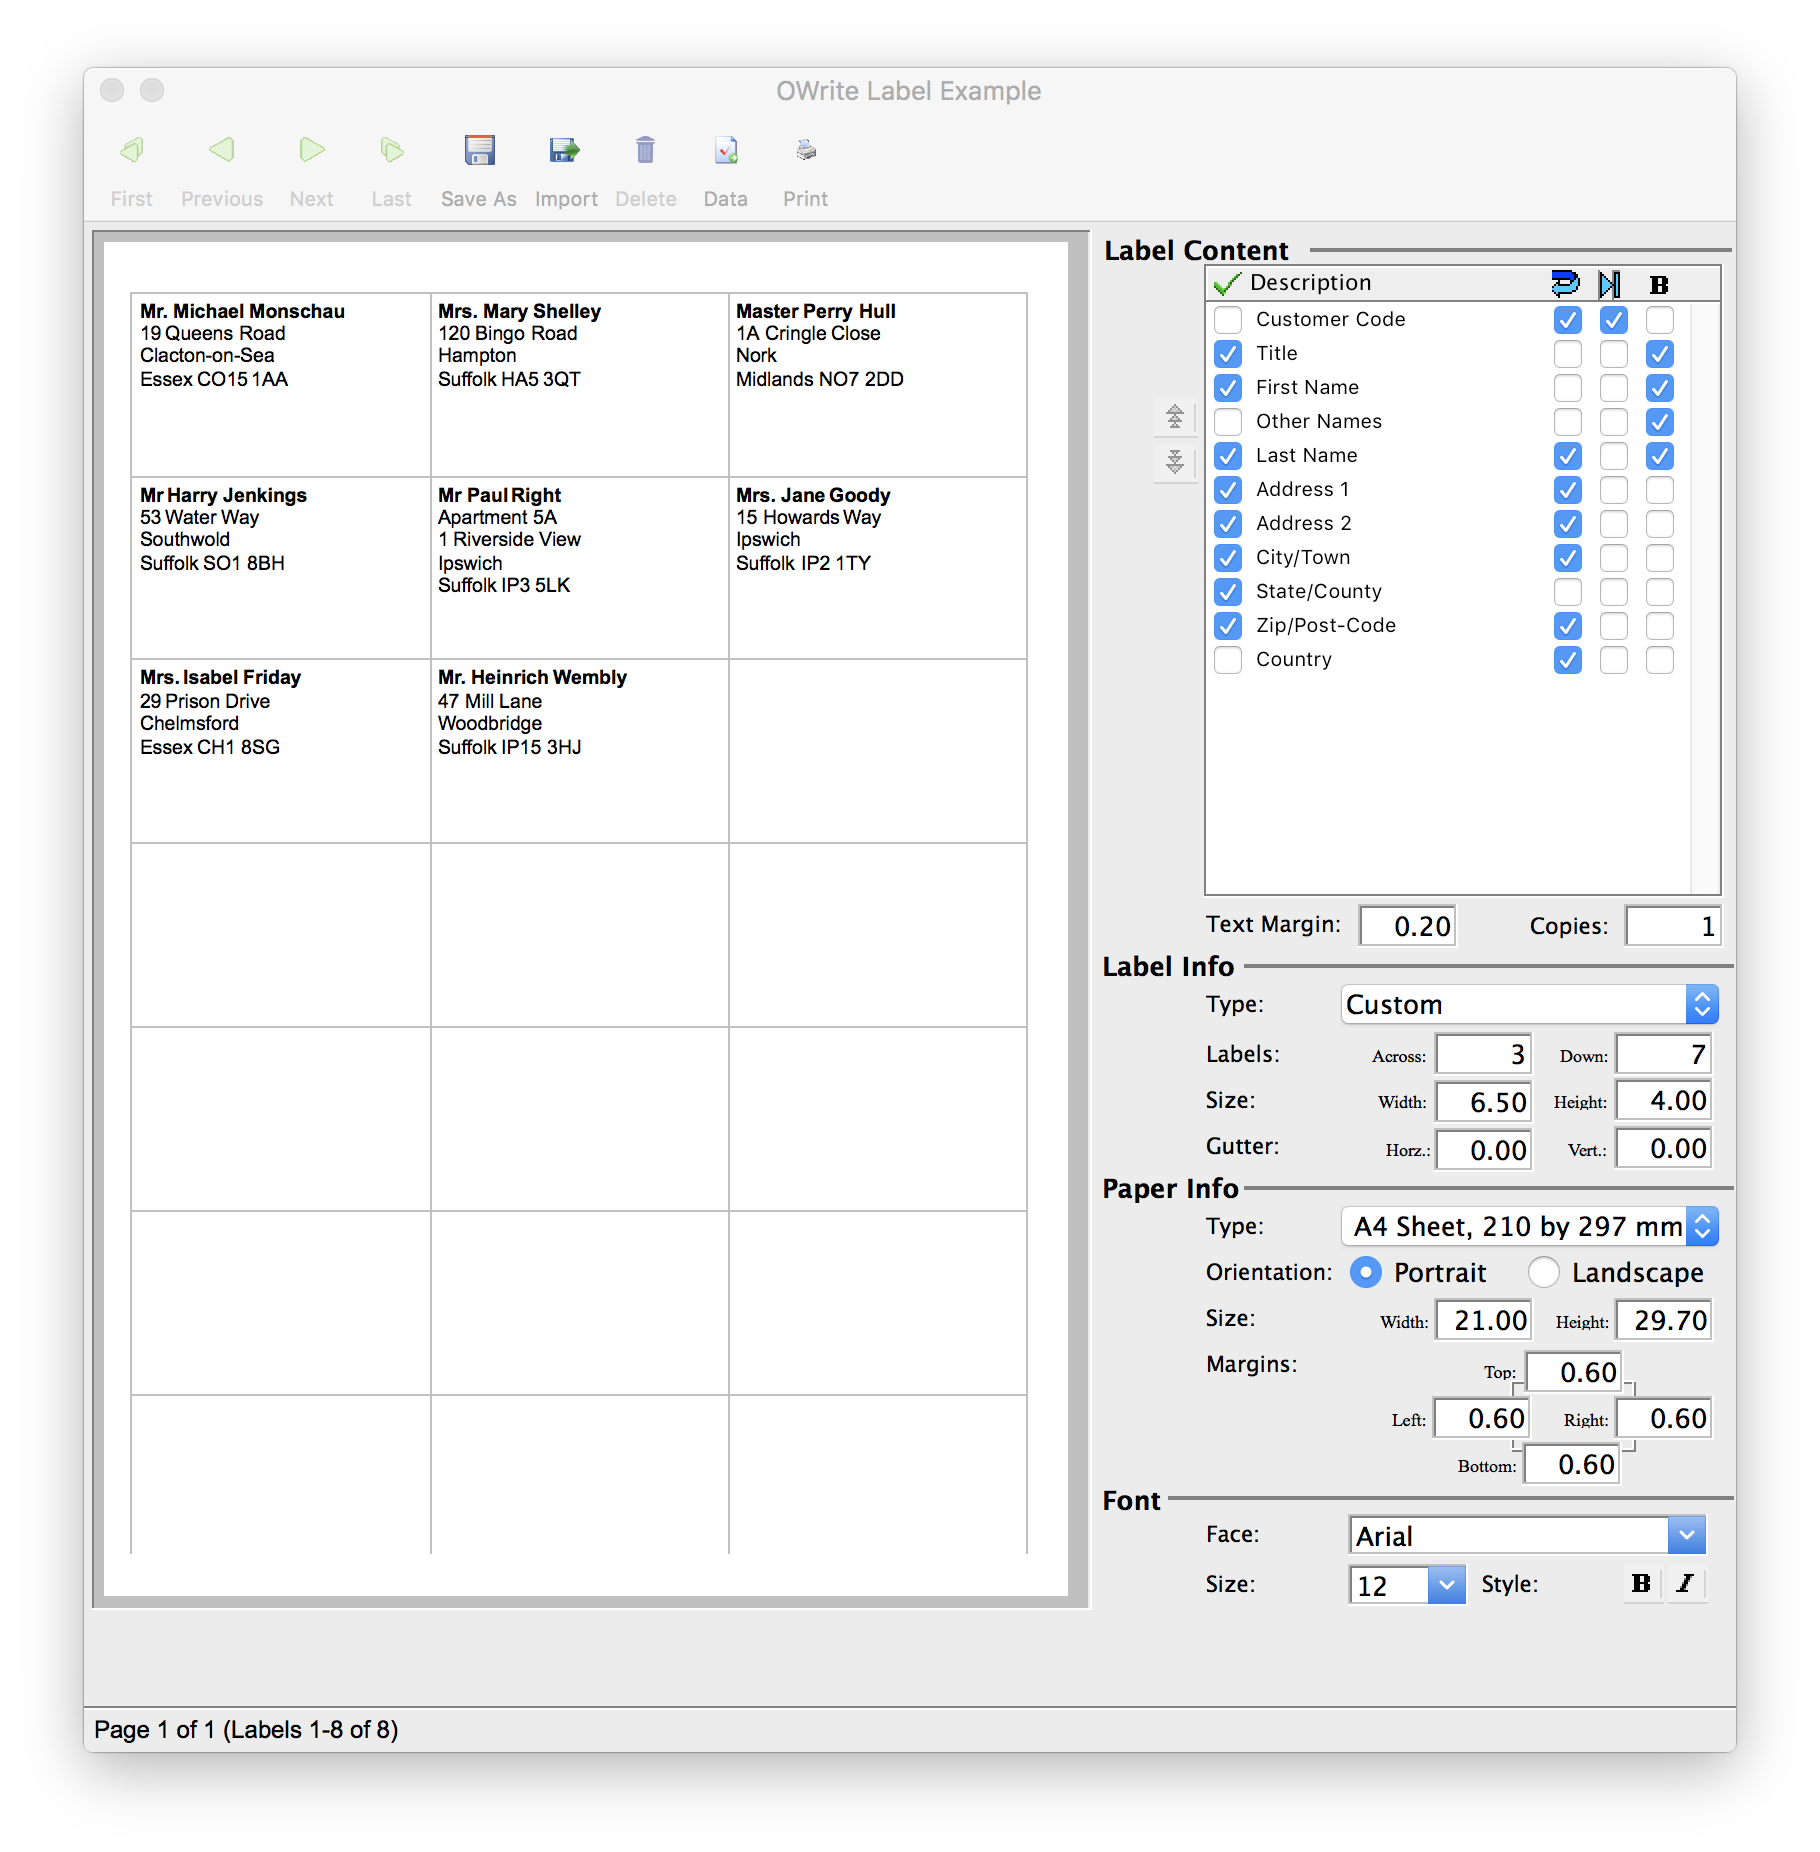 OWrite Label Example
First Previous Next Last Save As Import Delete Data Print
Mr. Michael Monschau
19 Queens Road
Clacton-on-Sea
Essex CO15 1AA
Mrs. Mary Shelley
120 Bingo Road
Hampton
Suffolk HA5 3QT
Master Perry Hull
1A Cringle Close
Nork
Midlands NO7 2DD
Mr Harry Jenkings
53 Water Way
Southwold
Suffolk SO1 8BH
Mr Paul Right
Apartment 5A
1 Riverside View
Ipswich
Suffolk IP3 5LK
Mrs. Jane Goody
15 Howards Way
Ipswich
Suffolk IP2 1TY
Mrs. Isabel Friday
29 Prison Drive
Chelmsford
Essex CH1 8SG
Mr. Heinrich Wembly
47 Mill Lane
Woodbridge
Suffolk IP15 3HJ
Label Content
Description B
Customer Code
Title
First Name
Other Names
Last Name
Address 1
Address 2
City/Town
State/County
Zip/Post-Code
Country
Text Margin: 0.20 Copies: 1
Label Info
Type: Custom
Labels: Across: 3 Down: 7
Size: Width: 6.50 Height: 4.00
Gutter: Horz.: 0.00 Vert.: 0.00
Paper Info
Type: A4 Sheet, 210 by 297 mm
Orientation: Portrait Landscape
Size: Width: 21.00 Height: 29.70
Margins: Top: 0.60
Left: 0.60 Right: 0.60
Bottom: 0.60
Font
Face: Arial
Size: 12 Style: B I
Page 1 of 1 (Labels 1-8 of 8)